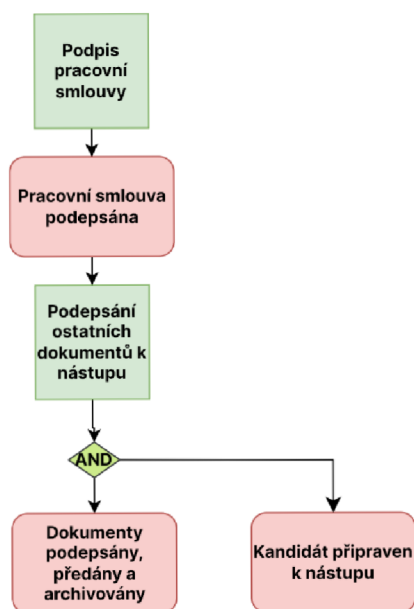 Podpis
pracovní
smlouvy
Pracovní smlouva
podepsána
Podepsání
ostatních
dokumentů k
nástupu
AND
Dokumenty
podepsány,
předány a
archivovány
Kandidát připraven
k nástupu